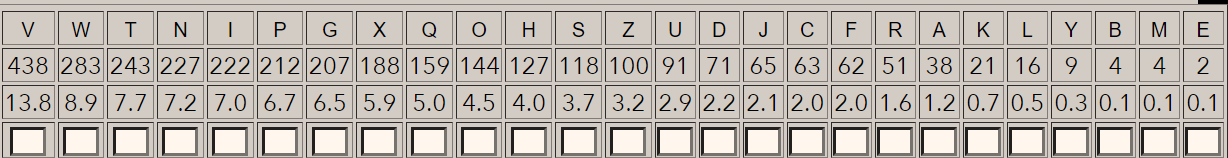 V W T N I P G X Q O H S Z U D J C F R A K L Y B M E
438 283 243 227 222 212 207 188 159 144 127 118 100 91 71 65 63 62 51 38 21 16 9 4 4 2
13.8 8.9 7.7 7.2 7.0 6.7 6.5 5.9 5.0 4.5 4.0 3.7 3.2 2.9 2.2 2.1 2.0 2.0 1.6 1.2 0.7 0.5 0.3 0.1 0.1 0.1